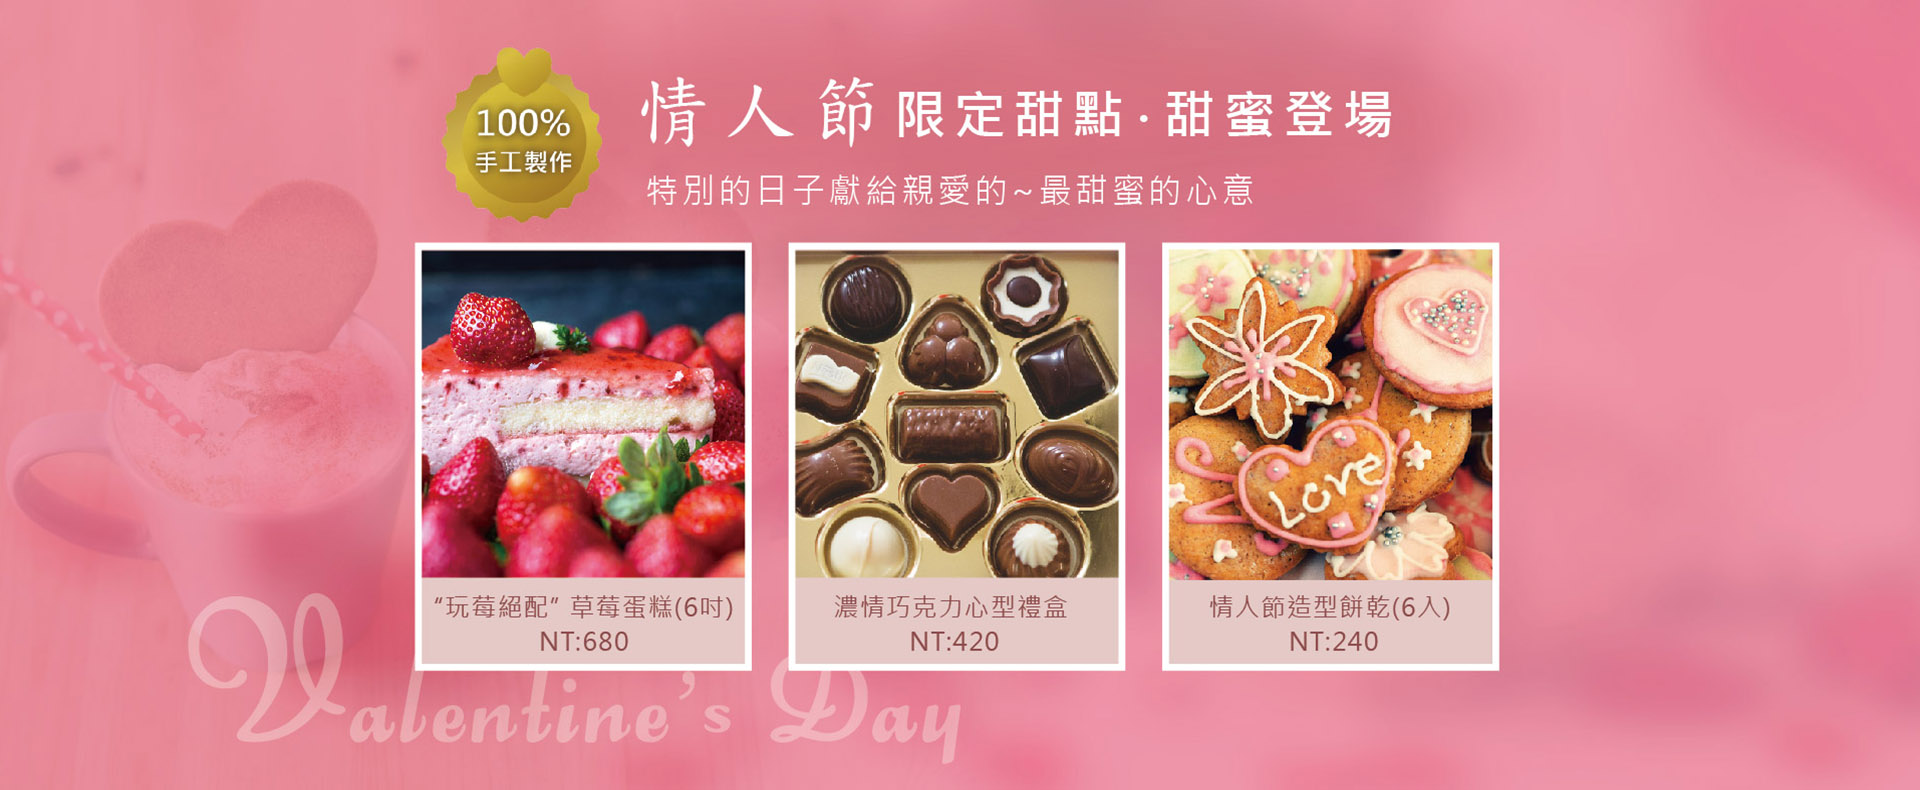 100%
手工製作
情人節限定甜點·甜蜜登場
特別的日子獻給親愛的~最甜蜜的心意
Love
“玩莓絕配” 草莓蛋糕(6吋)
NT:680
濃情巧克力心型禮盒
NT:420
情人節造型餅乾(6入)
NT:240
Valentine’s Day